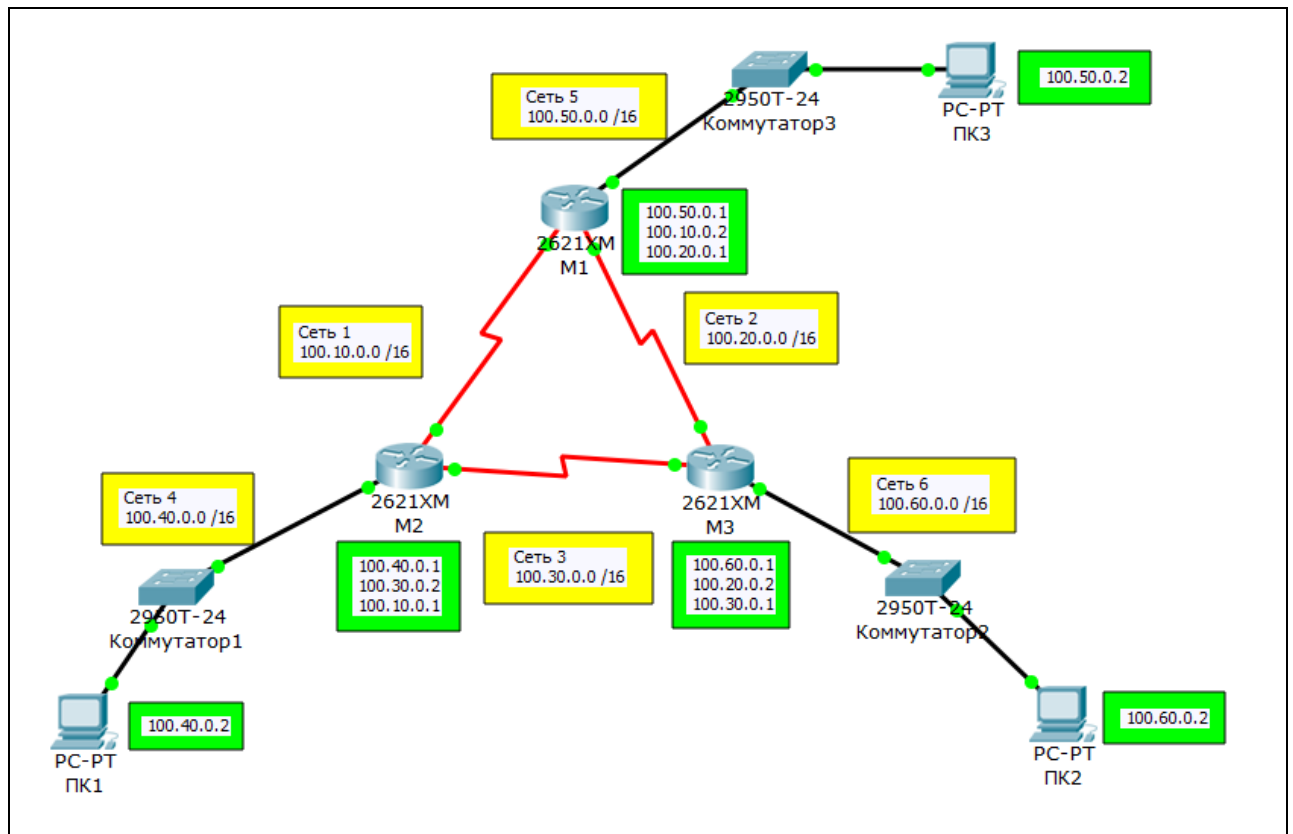 Сеть 5
100.50.0.0 /16
2950T-24
Коммутатор3
PC-PT
ПК3
100.50.0.2
2621XM
М1
100.50.0.1
100.10.0.2
100.20.0.1
Сеть 1
100.10.0.0 /16
Сеть 2
100.20.0.0 /16
Сеть 4
100.40.0.0 /16
2621XM
М2
100.40.0.1
100.30.0.2
100.10.0.1
Сеть 3
100.30.0.0 /16
2621XM
М3
100.60.0.1
100.20.0.2
100.30.0.1
Сеть 6
100.60.0.0 /16
2950T-24
Коммутатор1
2950T-24
Коммутатор2
PC-PT
ПК1
100.40.0.2
PC-PT
ПК2
100.60.0.2